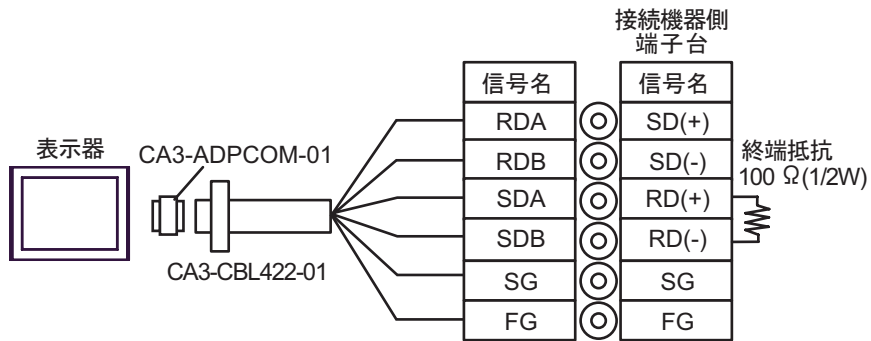 接続機器側
端子台
信号名 信号名
RDA SD(+)
RDB SD(-)
SDA RD(+)
SDB RD(-)
SG SG
FG FG
表示器
CA3-ADPCOM-01
CA3-CBL422-01
終端抵抗
100 Ω(1/2W)